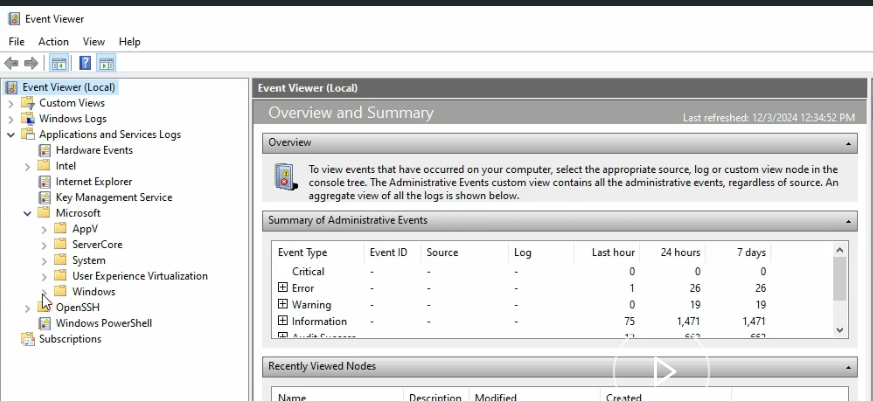 Event Viewer
File Action View Help
Event Viewer (Local)
Custom Views
Windows Logs
Applications and Services Logs
Hardware Events
Intel
Internet Explorer
Key Management Service
Microsoft
AppV
ServerCore
System
User Experience Virtualization
Windows
OpenSSH
Windows PowerShell
Subscriptions
Event Viewer (Local)
Overview and Summary Last refreshed: 12/3/2024 12:34:52 PM
Overview
To view events that have occurred on your computer, select the appropriate source, log or custom view node in the
console tree. The Administrative Events custom view contains all the administrative events, regardless of source. An
aggregate view of all the logs is shown below.
Summary of Administrative Events
Event Type Event ID Source Log Last hour 24 hours 7 days
Critical - - - 0 0 0
Error - - - 1 26 26
Warning - - - 0 19 19
Information - - - 75 1,471 1,471
Audit Success
Recently Viewed Nodes
Name Description Modified Created